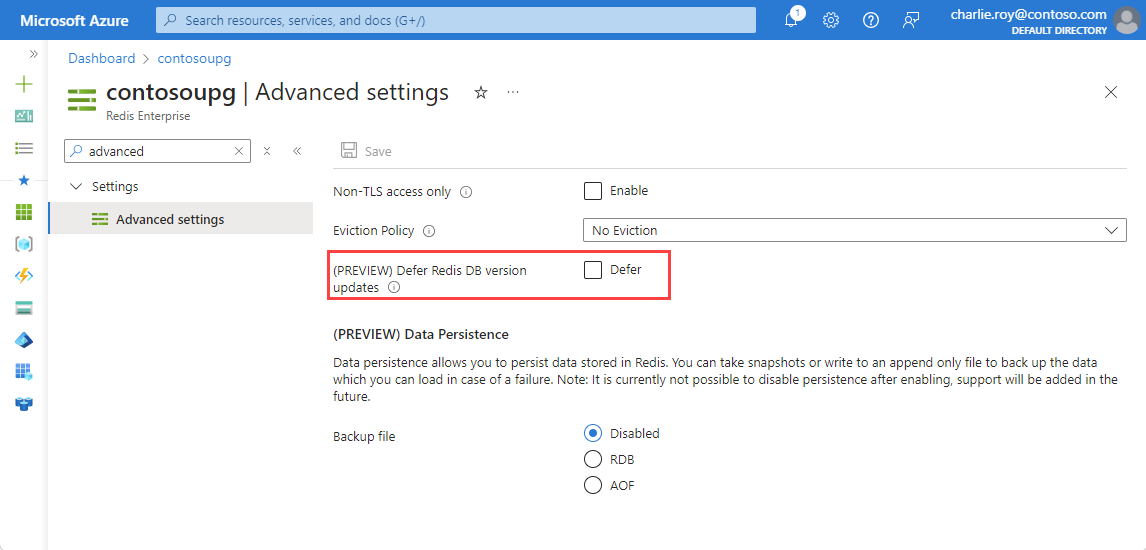 Microsoft Azure
Search resources, services, and docs (G+/)
1
charlie.roy@contoso.com
DEFAULT DIRECTORY
Dashboard > contosoupg
contosoupg | Advanced settings
Redis Enterprise
advanced
Save
Settings
Advanced settings
Non-TLS access only
Enable
Eviction Policy
No Eviction
(PREVIEW) Defer Redis DB version
updates
Defer
(PREVIEW) Data Persistence
Data persistence allows you to persist data stored in Redis. You can take snapshots or write to an append only file to back up the data
which you can load in case of a failure. Note: It is currently not possible to disable persistence after enabling, support will be added in the
future.
Backup file
Disabled
RDB
AOF